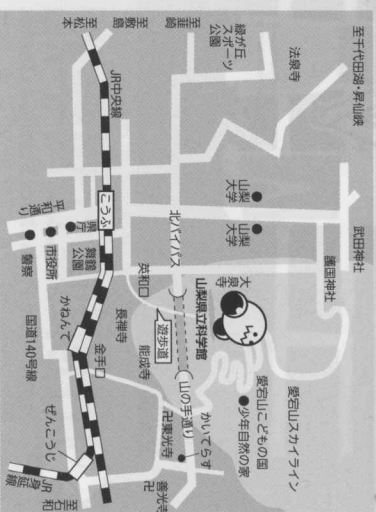 至千代田湖・昇仙峡
法泉寺
緑が丘
スポーツ
公園
至韮崎
至敷島
至松本
JR中央線
武田神社
護国神社
山梨
大学
山梨
大学
北バイパス
こうふ
県庁
平和通り
舞鶴
公園
市役所
警察
大泉寺
山梨県立科学館
英和口
遊歩道
長禅寺
能成寺
かねんて
金手口
国道140号線
愛宕山スカイライン
愛宕山こどもの国
少年自然の家
山の手通り
かいてらす
卍東光寺
善光寺
卍
ぜんこうじ
JR
身延線
至石和